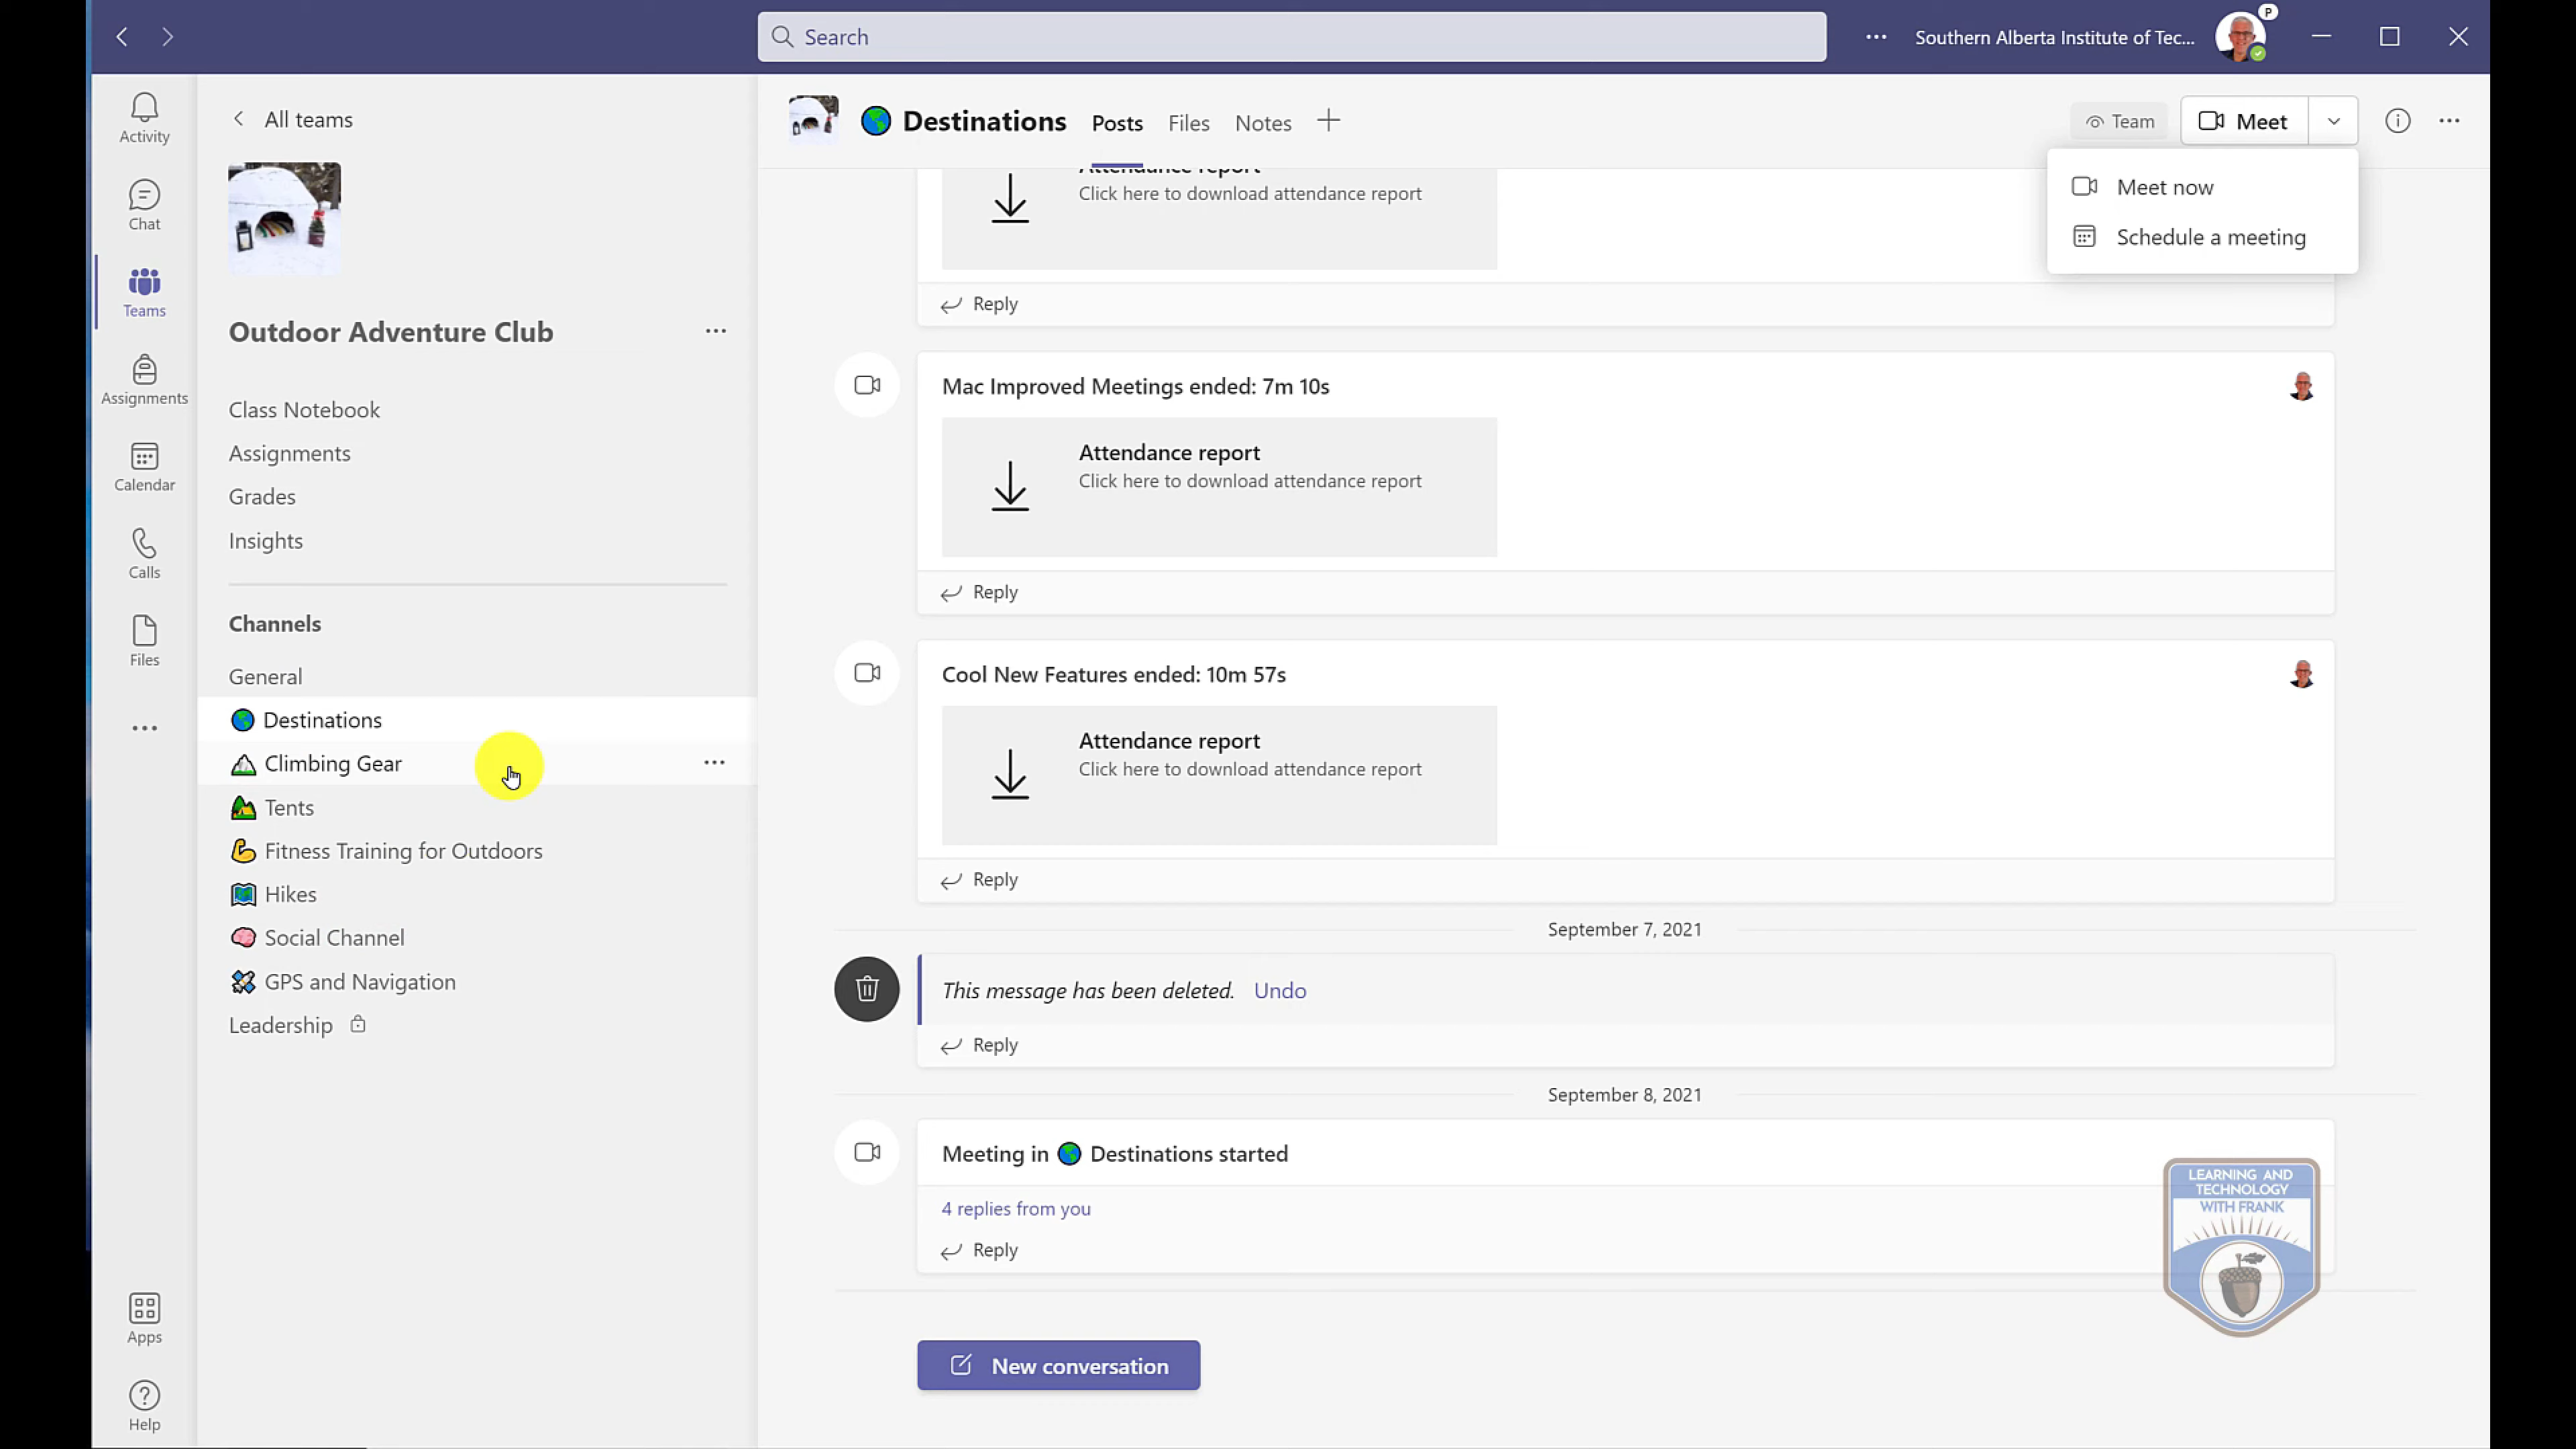 Search
Southern Alberta Institute of Tec...
P
Activity
Chat
Teams
Assignments
Calendar
Calls
Files
Apps
Help
All teams
Outdoor Adventure Club
Class Notebook
Assignments
Grades
Insights
Channels
General
Destinations
Climbing Gear
Tents
Fitness Training for Outdoors
Hikes
Social Channel
GPS and Navigation
Leadership
Destinations Posts Files Notes
Team
Meet
Meet now
Schedule a meeting
Attendance report
Click here to download attendance report
Reply
Mac Improved Meetings ended: 7m 10s
Attendance report
Click here to download attendance report
Reply
Cool New Features ended: 10m 57s
Attendance report
Click here to download attendance report
Reply
September 7, 2021
This message has been deleted. Undo
Reply
September 8, 2021
Meeting in 🌎 Destinations started
4 replies from you
Reply
New conversation
LEARNING AND
TECHNOLOGY
WITH FRANK